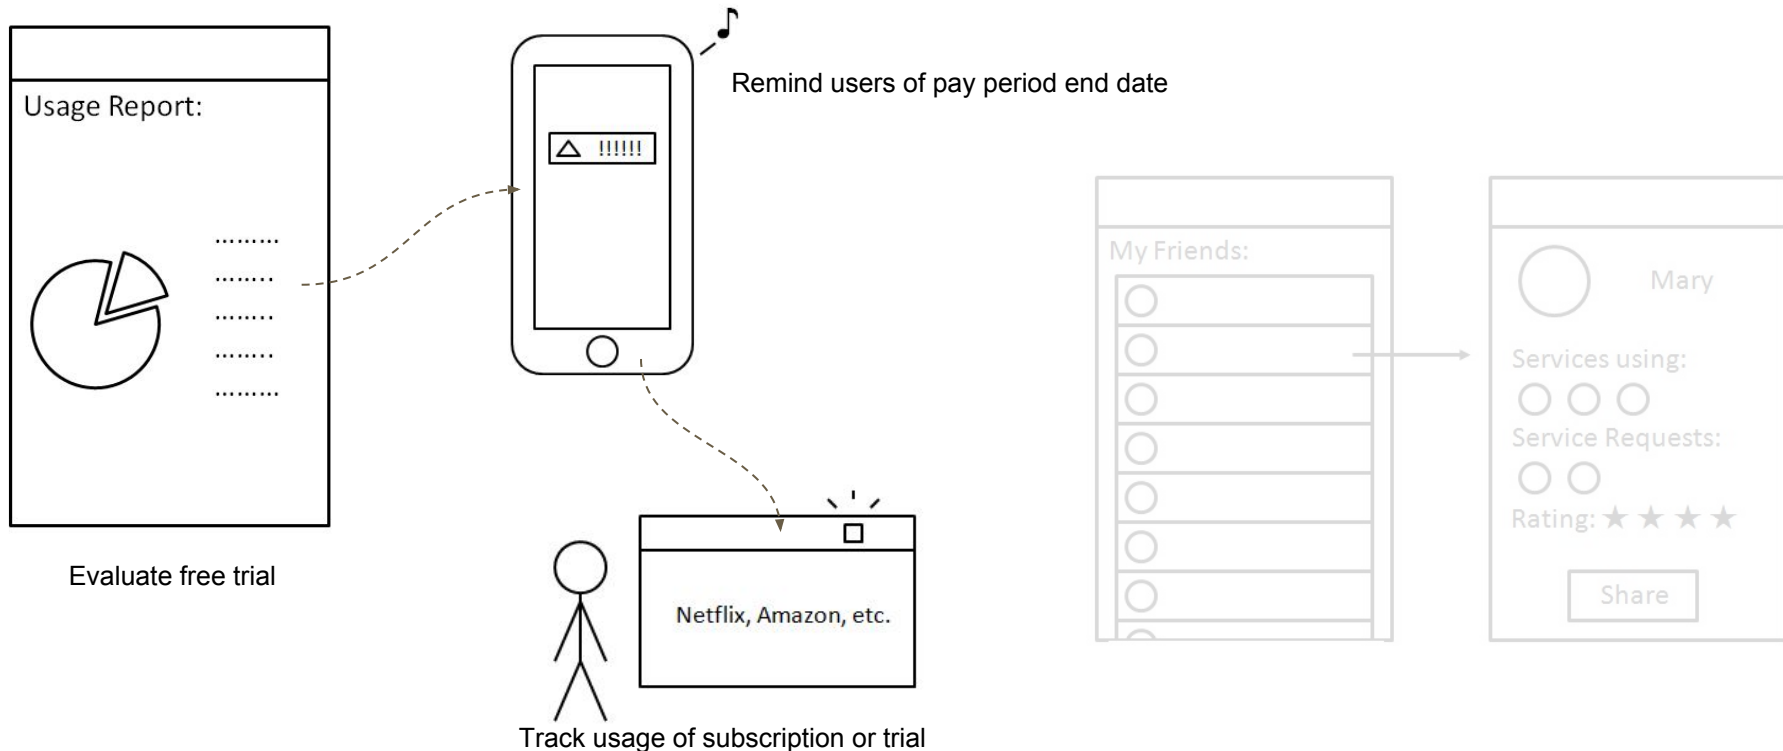 Usage Report:
.........
........
........
........
.........
Evaluate free trial
Remind users of pay period end date
!!!!!!
Netflix, Amazon, etc.
Track usage of subscription or trial
My Friends:
Mary
Services using:
Service Requests:
Rating: ★ ★ ★ ★
Share